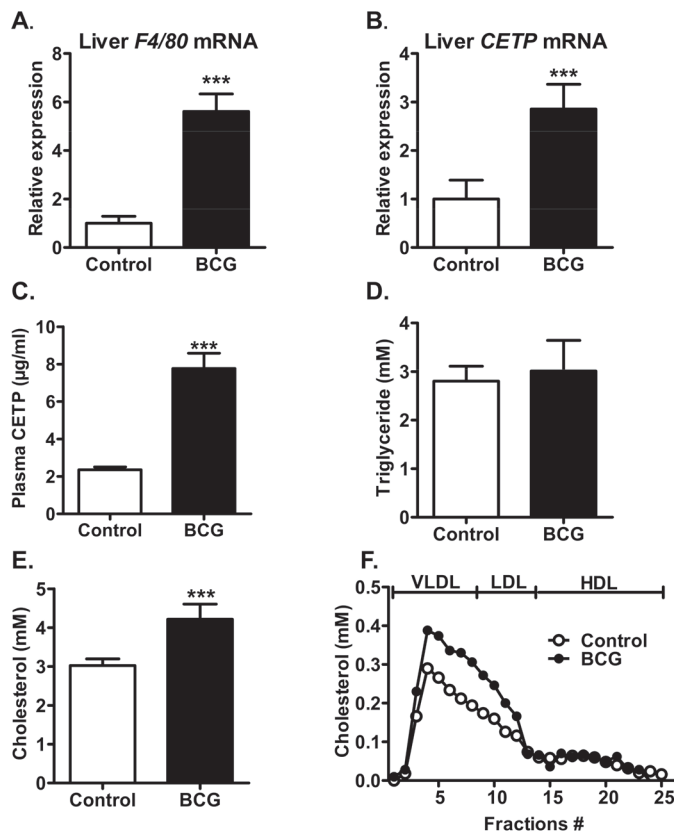 A.
Liver F4/80 mRNA
Relative expression
8
6
4
2
0
***
Control
BCG
B.
Liver CETP mRNA
Relative expression
4
3
2
1
0
***
Control
BCG
C.
Plasma CETP (µg/ml)
10
8
6
4
2
0
***
Control
BCG
D.
Triglyceride (mM)
4
3
2
1
0
Control
BCG
E.
Cholesterol (mM)
5
4
3
2
1
0
***
Control
BCG
F.
VLDL LDL HDL
Cholesterol (mM)
0.5
0.4
0.3
0.2
0.1
0.0
Control
BCG
5 10 15 20 25
Fractions #